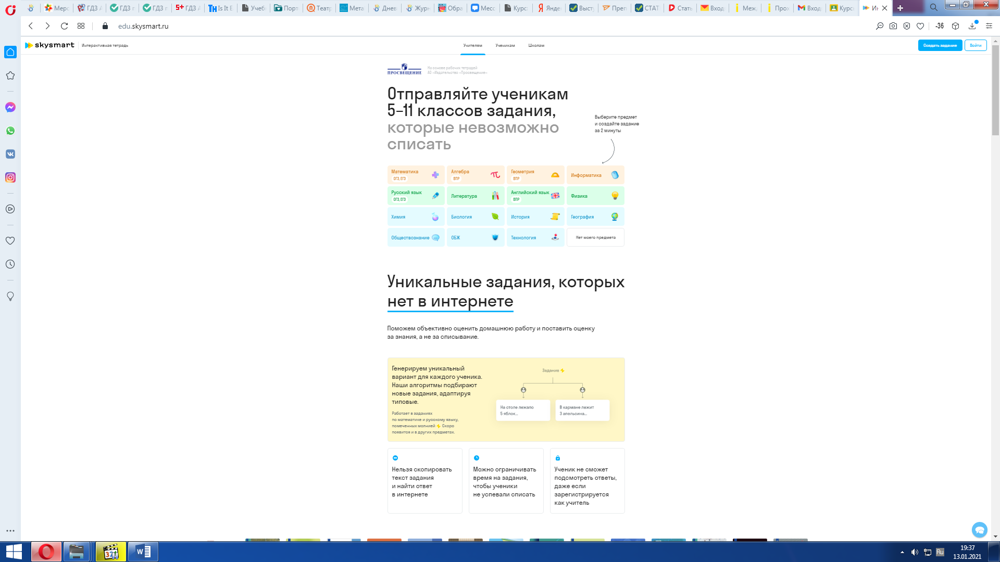 Мерс
ГДЗ А
ГДЗ г
ГДЗ г
ГДЗ А
Is It E
Учеб
Порт
Театр
Мета
Днев
Журн
Обра
Месс
Курс
Янде
Выст
Преп
СТАТ
Стать
Вход
Меж
Прох
Вход
Курс
Ин
edu.skysmart.ru
-36
skysmart
Интерактивная тетрадь
Учителям
Ученикам
Школам
Создать задание
Войти
ПРОСВЕЩЕНИЕ
На основе рабочих тетрадей
АО «Издательство «Просвещение»
Отправляйте ученикам
5–11 классов задания,
которые невозможно
списать
Выберите предмет
и создайте задание
за 2 минуты
Математика
ОГЭ, ЕГЭ
Алгебра
ВПР
Геометрия
ВПР
Информатика
Русский язык
ОГЭ, ЕГЭ
Литература
Английский язык
ВПР
Физика
Химия
Биология
История
География
Обществознание
ОБЖ
Технология
Нет моего предмета
Уникальные задания, которых
нет в интернете
Поможем объективно оценить домашнюю работу и поставить оценку
за знания, а не за списывание.
Генерируем уникальный
вариант для каждого ученика.
Наши алгоритмы подбирают
новые задания, адаптируя
типовые.
Работает в заданиях
по математике и русскому языку,
помеченных молнией Скоро
появится и в других предметах.
Задание
На столе лежало
5 яблок...
В кармане лежит
3 апельсина...
Нельзя скопировать
текст задания
и найти ответ
в интернете
Можно ограничивать
время на задания,
чтобы ученики
не успевали списать
Ученик не сможет
подсмотреть ответы,
даже если
зарегистрируется
как учитель
321
W
Ru
19:37
13.01.2021